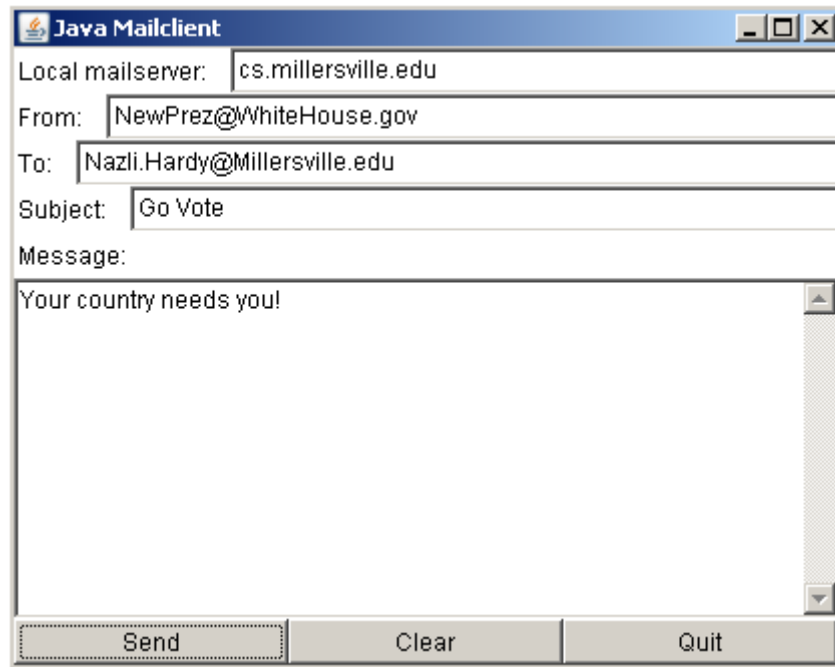 Java Mailclient
Local mailserver: cs.millersville.edu
From: NewPrez@WhiteHouse.gov
To: Nazli.Hardy@Millersville.edu
Subject: Go Vote
Message:
Your country needs you!
Send Clear Quit